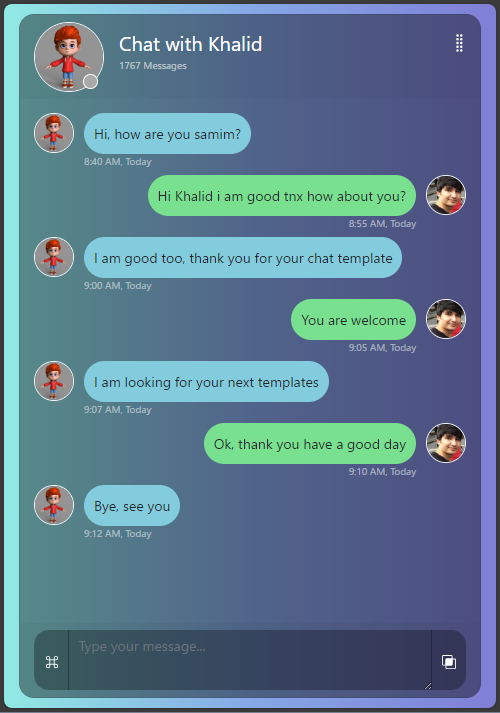 Chat with Khalid
1767 Messages
Hi, how are you samim?
8:40 AM, Today
Hi Khalid i am good tnx how about you?
8:55 AM, Today
I am good too, thank you for your chat template
9:00 AM, Today
You are welcome
9:05 AM, Today
I am looking for your next templates
9:07 AM, Today
Ok, thank you have a good day
9:10 AM, Today
Bye, see you
9:12 AM, Today
Type your message...